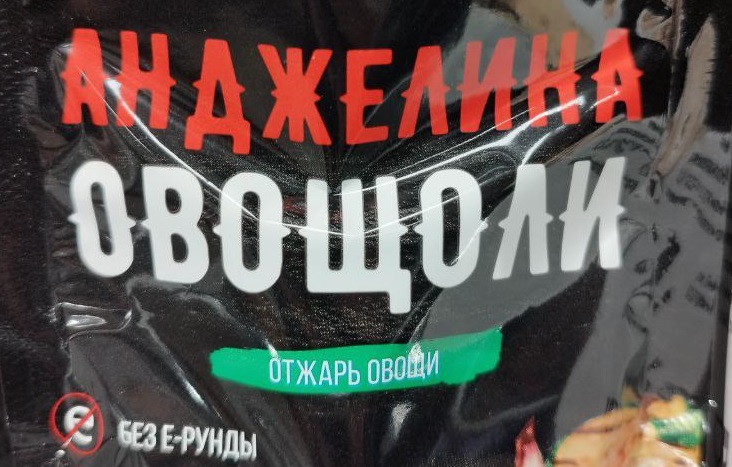 АНДЖЕЛИНА
ОВОЩОЛИ
ОТЖАРЬ ОВОЩИ
е
БЕЗ Е-РУНДЫ